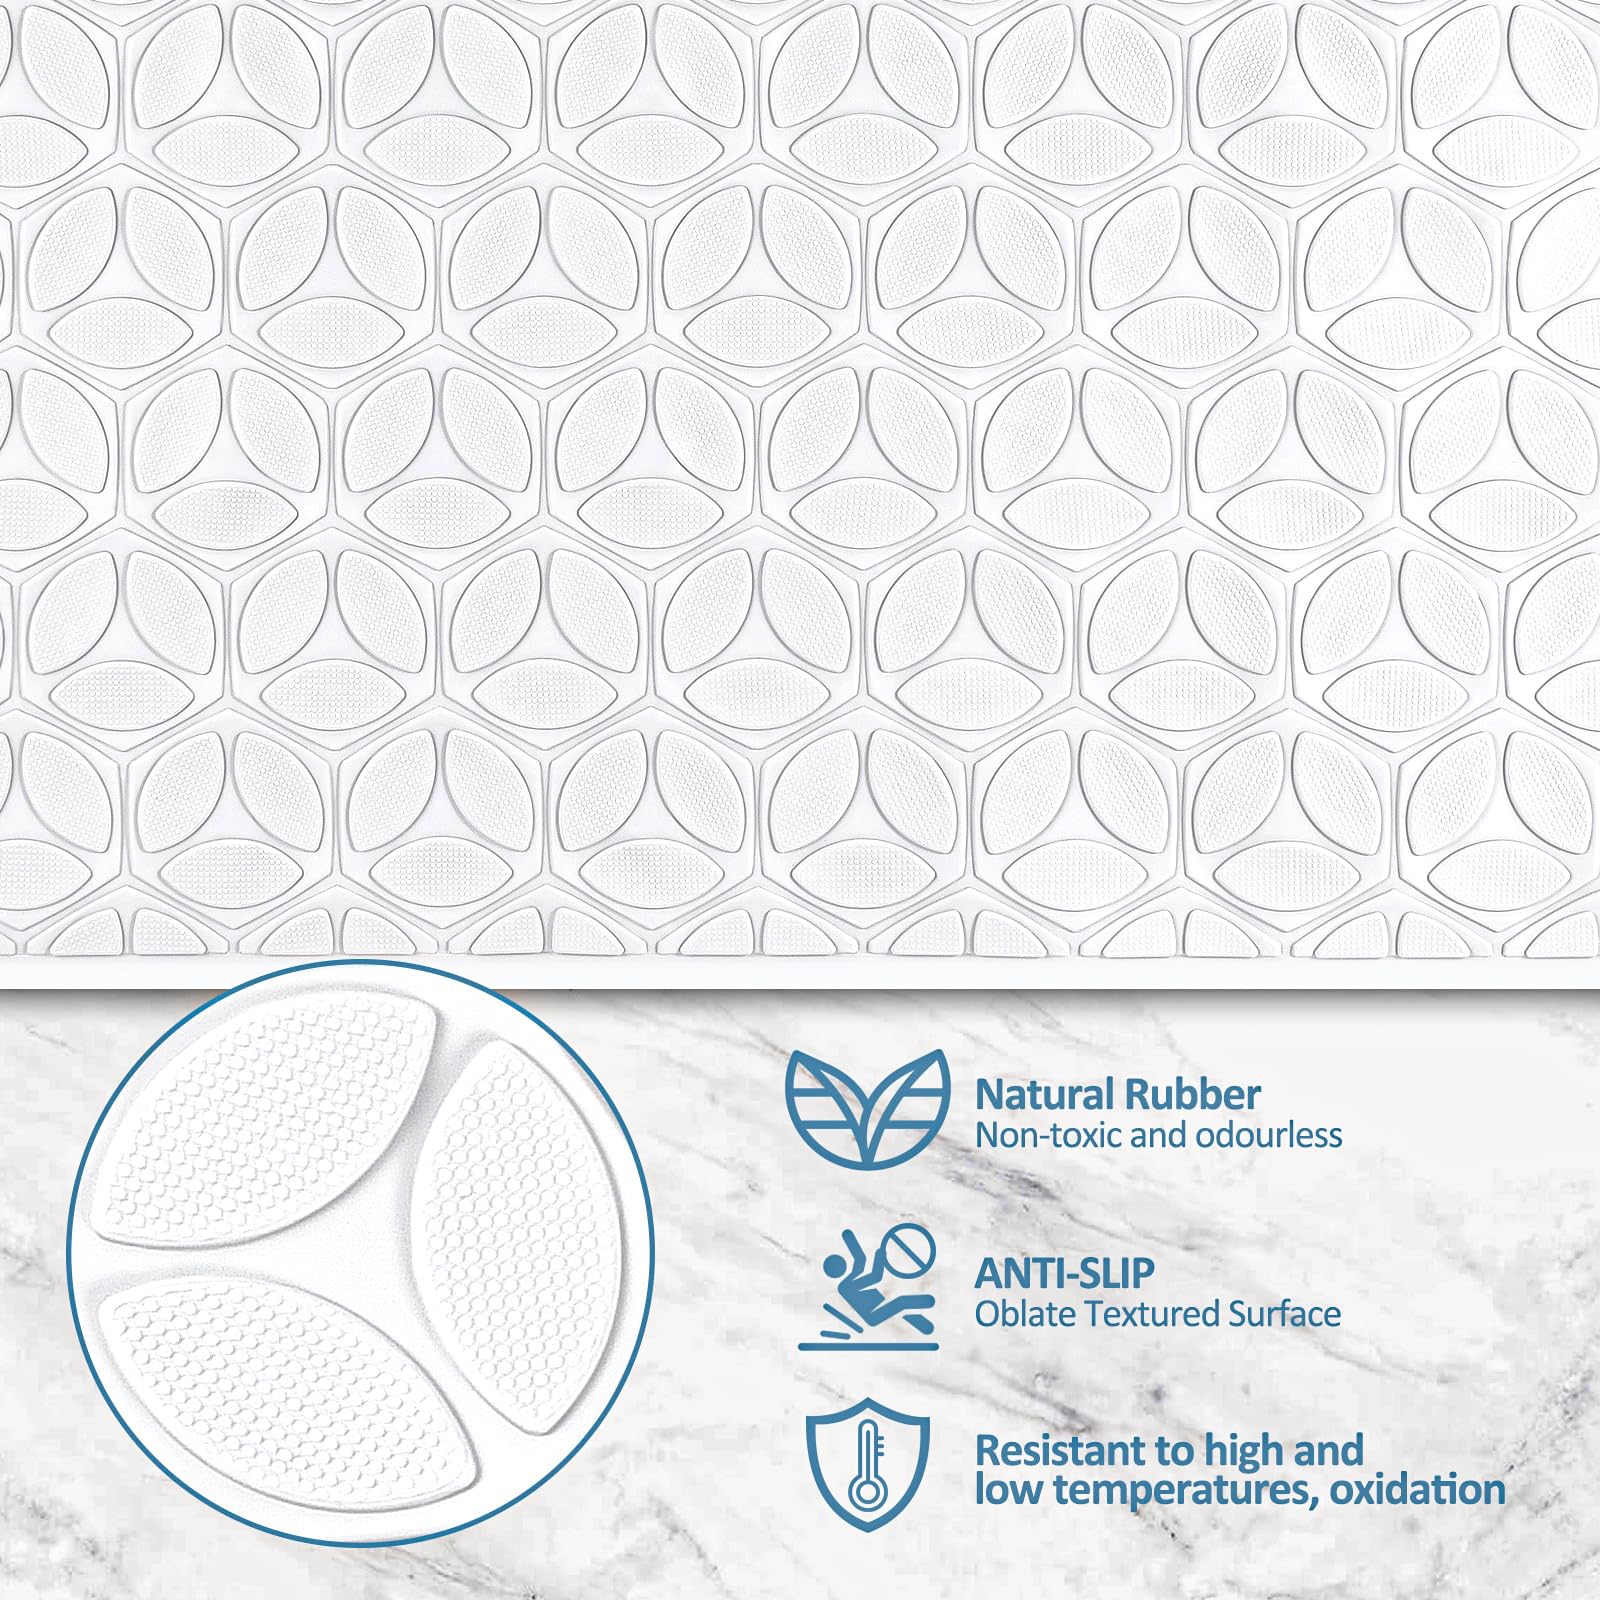 Natural Rubber
Non-toxic and odourless
ANTI-SLIP
Oblate Textured Surface
Resistant to high and
low temperatures, oxidation